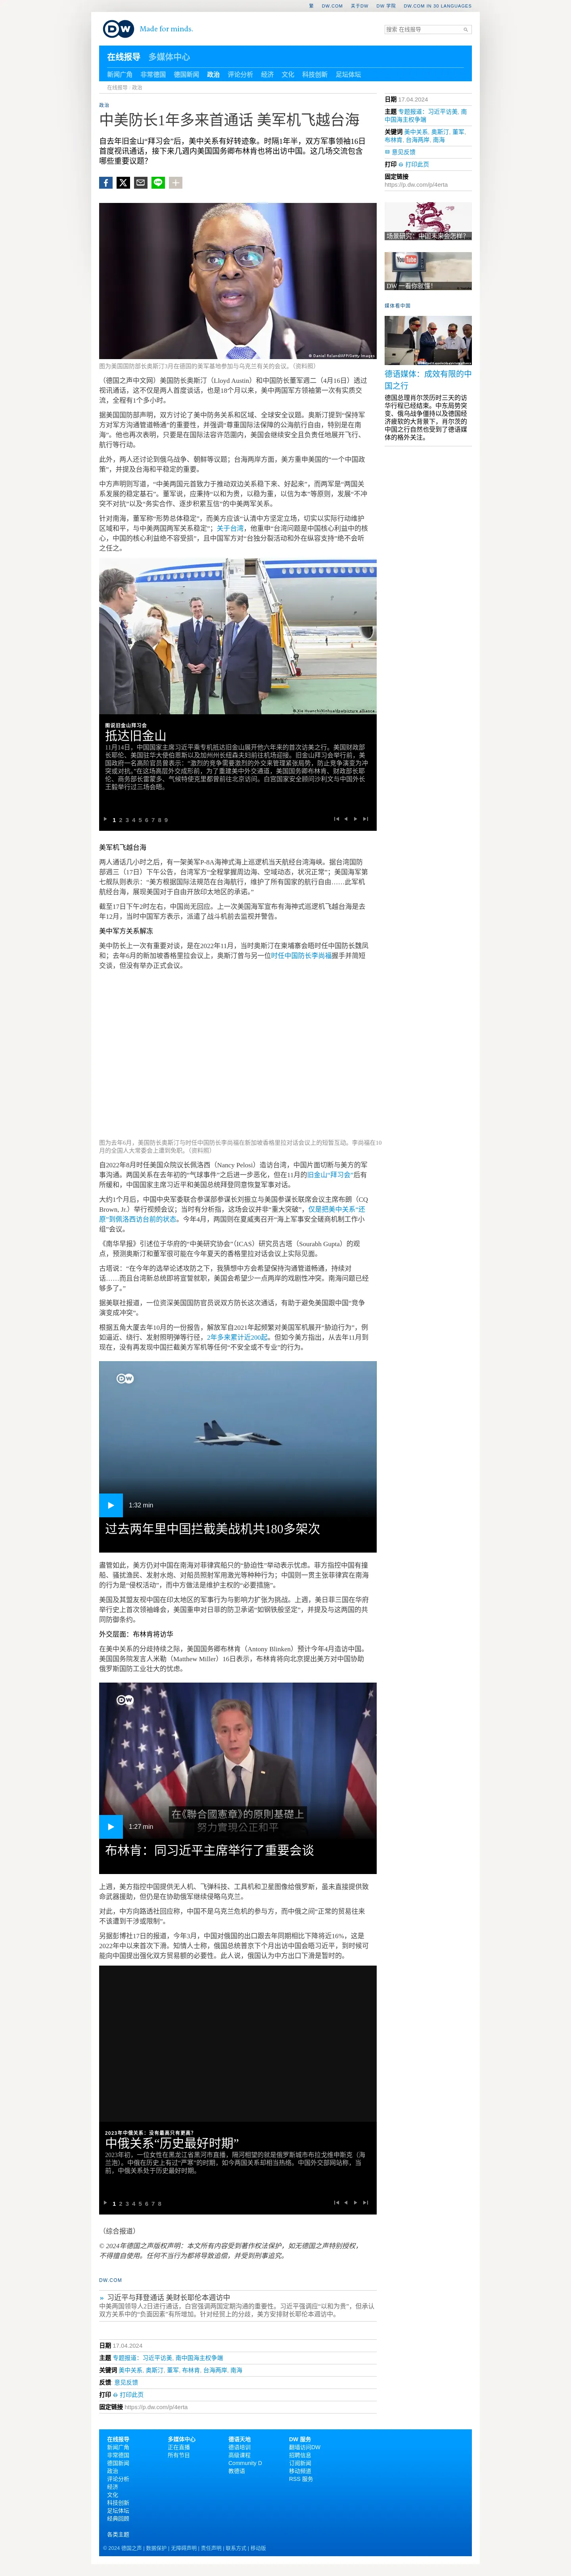 繁 DW.COM 关于DW DW 学院 DW.COM IN 30 LANGUAGES
DW Made for minds.
搜索 在线报导
在线报导 多媒体中心
新闻广角 非常德国 德国新闻 政治 评论分析 经济 文化 科技创新 足坛体坛
在线报导 / 政治
政治
中美防长1年多来首通话 美军机飞越台海
自去年旧金山“拜习会”后，美中关系有好转迹象。时隔1年半，双方军事领袖16日
首度视讯通话，接下来几週内美国国务卿布林肯也将出访中国。这几场交流包含
哪些重要议题？
© Daniel Roland/AFP/Getty Images
图为美国国防部长奥斯汀3月在德国的美军基地参加与乌克兰有关的会议。（资料照）
（德国之声中文网）美国防长奥斯汀（Lloyd Austin）和中国防长董军週二（4月16日）透过
视讯通话，这不仅是两人首度谈话，也是18个月以来，美中两国军方领袖第一次有实质交
流，全程有1个多小时。
据美国国防部声明，双方讨论了美中防务关系和区域、全球安全议题。奥斯汀提到“保持军
方对军方沟通管道畅通”的重要性，并强调“尊重国际法保障的公海航行自由，特别是在南
海”。他也再次表明，只要是在国际法容许范围内，美国会继续安全且负责任地展开飞行、
航行等行动。
此外，两人还讨论到俄乌战争、朝鲜等议题；台海两岸方面，美方重申美国的“一个中国政
策”，并提及台海和平稳定的重要。
中方声明则写道，“中美两国元首致力于推动双边关系稳下来、好起来”，而两军是“两国关
系发展的稳定基石”。董军说，应秉持“以和为贵，以稳为重，以信为本”等原则，发展“不冲
突不对抗”以及“务实合作、逐步积累互信”的中美两军关系。
针对南海，董军称“形势总体稳定”，而美方应该“认清中方坚定立场，切实以实际行动维护
区域和平，与中美两国两军关系稳定”；关于台湾，他重申“台湾问题是中国核心利益中的核
心，中国的核心利益绝不容受损”，且中国军方对“台独分裂活动和外在纵容支持”绝不会听
之任之。
图说旧金山拜习会
抵达旧金山
11月14日，中国国家主席习近平乘专机抵达旧金山展开他六年来的首次访美之行。美国财政部
长耶伦、美国驻华大使伯恩斯以及加州州长纽森夫妇前往机场迎接。白宫官员在习近平抵行前，美
国政府一名高阶官员曾表示：“激烈的竞争需要激烈的外交来管理紧张局势，防止竞争演变为冲
突或对抗。”在这场高层外交成形前，为了重建美中外交通道，美国国务卿布林肯、财政部长耶
伦、商务部长雷蒙多、气候特使克里都曾前往北京访问。白宫国家安全顾问沙利文与中国外长
王毅举行过三场会晤。
1 2 3 4 5 6 7 8 9
美军机飞越台海
两人通话几小时之后，有一架美军P-8A海神式海上巡逻机当天航经台湾海峡。据台湾国防
部週三（17日）下午公告，台湾军方“全程掌握周边海、空域动态，状况正常”；美国海军第
七舰队则表示：“美方根据国际法规范在台海航行，维护了所有国家的航行自由……此军机
航经台海，展现美国对于自由开放印太地区的承诺。”
截至17日下午2时左右，中国尚无回应。上一次美国海军宣布有海神式巡逻机飞越台海是去
年12月，当时中国军方表示，派遣了战斗机前去监视并警告。
美中军方关系解冻
美中防长上一次有重要对谈，是在2022年11月，当时奥斯汀在柬埔寨会晤时任中国防长魏凤
和；去年6月的新加坡香格里拉会议上，奥斯汀曾与另一位时任中国防长李尚福握手并简短
交谈，但没有举办正式会议。
图为去年6月，美国防长奥斯汀与时任中国防长李尚福在新加坡香格里拉对话会议上的短暂互动。李尚福在10
月的全国人大常委会上遭到免职。（资料照）
自2022年8月时任美国众院议长佩洛西（Nancy Pelosi）造访台湾，中国片面切断与美方的军
事沟通。两国关系在去年初的“气球事件”之后进一步恶化，但在11月的旧金山“拜习会”后有
所缓和，中国国家主席习近平和美国总统拜登同意恢复军事对话。
大约1个月后，中国中央军委联合参谋部参谋长刘振立与美国参谋长联席会议主席布朗（CQ
Brown, Jr.）举行视频会议；当时有分析指，这场会议并非“重大突破”，仅是把美中关系“还
原”到佩洛西访台前的状态。今年4月，两国则在夏威夷召开“海上军事安全磋商机制工作小
组”会议。
《南华早报》引述位于华府的“中美研究协会”（ICAS）研究员古塔（Sourabh Gupta）的观
点，预测奥斯汀和董军很可能在今年夏天的香格里拉对话会议上实际见面。
古塔说：“在今年的选举论述攻防之下，我猜想中方会希望保持沟通管道畅通，持续对
话……而且台湾新总统即将宣誓就职，美国会希望少一点两岸的戏剧性冲突。南海问题已经
够多了。”
据美联社报道，一位资深美国国防官员说双方防长这次通话，有助于避免美国跟中国“竞争
演变成冲突”。
根据五角大厦去年10月的一份报告，解放军自2021年起频繁对美国军机展开“胁迫行为”，例
如逼近、绕行、发射照明弹等行径，2年多来累计近200起。但如今美方指出，从去年11月到
现在，没有再发现中国拦截美方军机等任何“不安全或不专业”的行为。
DW
1:32 min
过去两年里中国拦截美战机共180多架次
儘管如此，美方仍对中国在南海对菲律宾船只的“胁迫性”举动表示忧虑。菲方指控中国有撞
船、骚扰渔民、发射水炮、对船员照射军用激光等种种行为；中国则一贯主张菲律宾在南海
的行为是“侵权活动”，而中方做法是维护主权的“必要措施”。
美国及其盟友视中国在印太地区的军事行为与影响力扩张为挑战。上週，美日菲三国在华府
举行史上首次领袖峰会，美国重申对日菲的防卫承诺“如钢铁般坚定”，并提及与这两国的共
同防御条约。
外交层面：布林肯将访华
在美中关系的分歧持续之际，美国国务卿布林肯（Antony Blinken）预计今年4月造访中国。
美国国务院发言人米勒（Matthew Miller）16日表示，布林肯将向北京提出美方对中国协助
俄罗斯国防工业壮大的忧虑。
DW
在《聯合國憲章》的原則基礎上
努力實現公正和平
1:27 min
布林肯：同习近平主席举行了重要会谈
上週，美方指控中国提供无人机、飞弹科技、工具机和卫星图像给俄罗斯，虽未直接提供致
命武器援助，但仍是在协助俄军继续侵略乌克兰。
对此，中方向路透社回应称，中国不是乌克兰危机的参与方，而中俄之间“正常的贸易往来
不该遭到干涉或限制”。
另据彭博社17日的报道，今年3月，中国对俄国的出口跟去年同期相比下降将近16%，这是
2022年中以来首次下滑。知情人士称，俄国总统普京下个月出访中国会晤习近平，到时候可
能向中国提出强化双方贸易额的必要性。此人说，俄国认为中方出口下滑是暂时的。
2023年中俄关系：没有最高只有更高？
中俄关系“历史最好时期”
2023年初，一位女性在黑龙江省黑河市直播，隔河相望的就是俄罗斯城市布拉戈维申斯克（海
兰泡）。中俄在历史上有过“严寒”的时期，如今两国关系却相当热络。中国外交部网站称，当
前，中俄关系处于历史最好时期。
1 2 3 4 5 6 7 8
（综合报道）
© 2024年德国之声版权声明：本文所有内容受到著作权法保护，如无德国之声特别授权，
不得擅自使用。任何不当行为都将导致追偿，并受到刑事追究。
DW.COM
习近平与拜登通话 美财长耶伦本週访中
中美两国领导人2日进行通话，白宫强调两国定期沟通的重要性。习近平强调应“以和为贵”，但承认
双方关系中的“负面因素”有所增加。针对经贸上的分歧，美方安排财长耶伦本週访中。
日期 17.04.2024
主题 专题报道：习近平访美, 南中国海主权争端
关键词 美中关系, 奥斯汀, 董军, 布林肯, 台海两岸, 南海
反馈 意见反馈
打印 打印此页
固定链接 https://p.dw.com/p/4erta
日期 17.04.2024
主题 专题报道：习近平访美, 南
中国海主权争端
关键词 美中关系, 奥斯汀, 董军,
布林肯, 台海两岸, 南海
意见反馈
打印 打印此页
固定链接
https://p.dw.com/p/4erta
场景研究：中国未来会怎样？
YouTube
DW 一看你就懂！
媒体看中国
德语媒体：成效有限的中
国之行
德国总理肖尔茨历时三天的访
华行程已经结束。中东局势突
变、俄乌战争僵持以及德国经
济疲软的大背景下，肖尔茨的
中国之行自然也受到了德语媒
体的格外关注。
在线报导
新闻广角
非常德国
德国新闻
政治
评论分析
经济
文化
科技创新
足坛体坛
经典回顾
各类主题
多媒体中心
正在直播
所有节目
德语天地
德语培训
高级课程
Community D
教德语
DW 服务
翻墙访问DW
招聘信息
订阅新闻
移动报道
RSS 服务
© 2024 德国之声 | 数据保护 | 无障碍声明 | 责任声明 | 联系方式 | 移动版